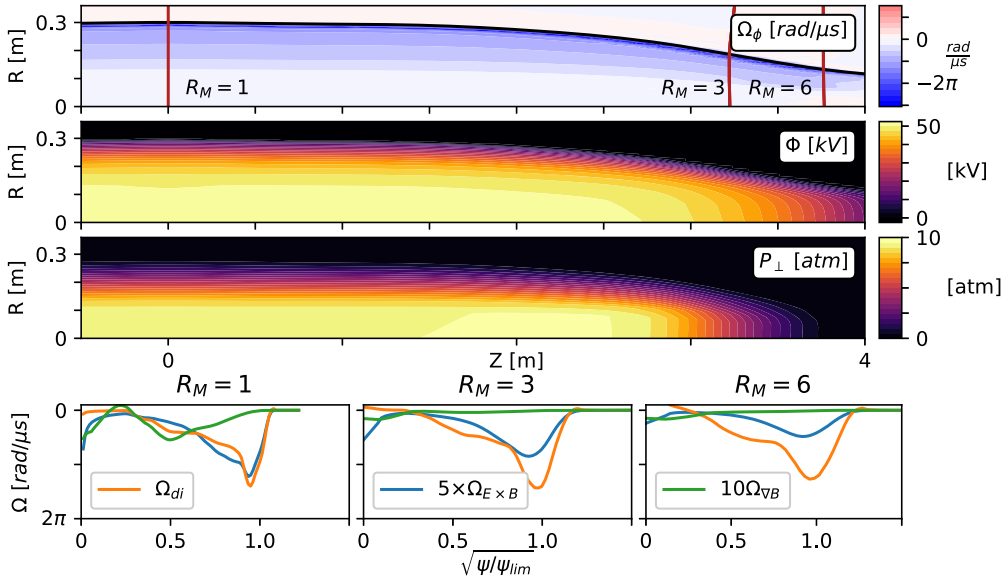 R [m]
0.3
0
Ω_ϕ [rad/μs]
R_M = 1
R_M = 3
R_M = 6
0
−2π
rad/μs
R [m]
0.3
0
Φ [kV]
50
0
[kV]
R [m]
0.3
0
P_⊥ [atm]
10
0
[atm]
0
Z [m]
4
R_M = 1
R_M = 3
R_M = 6
Ω [rad/μs]
0
2π
Ω_di
5×Ω_E×B
10Ω_∇B
0
0.5
1.0
0
0.5
1.0
0
0.5
1.0
√ψ/ψ_lim